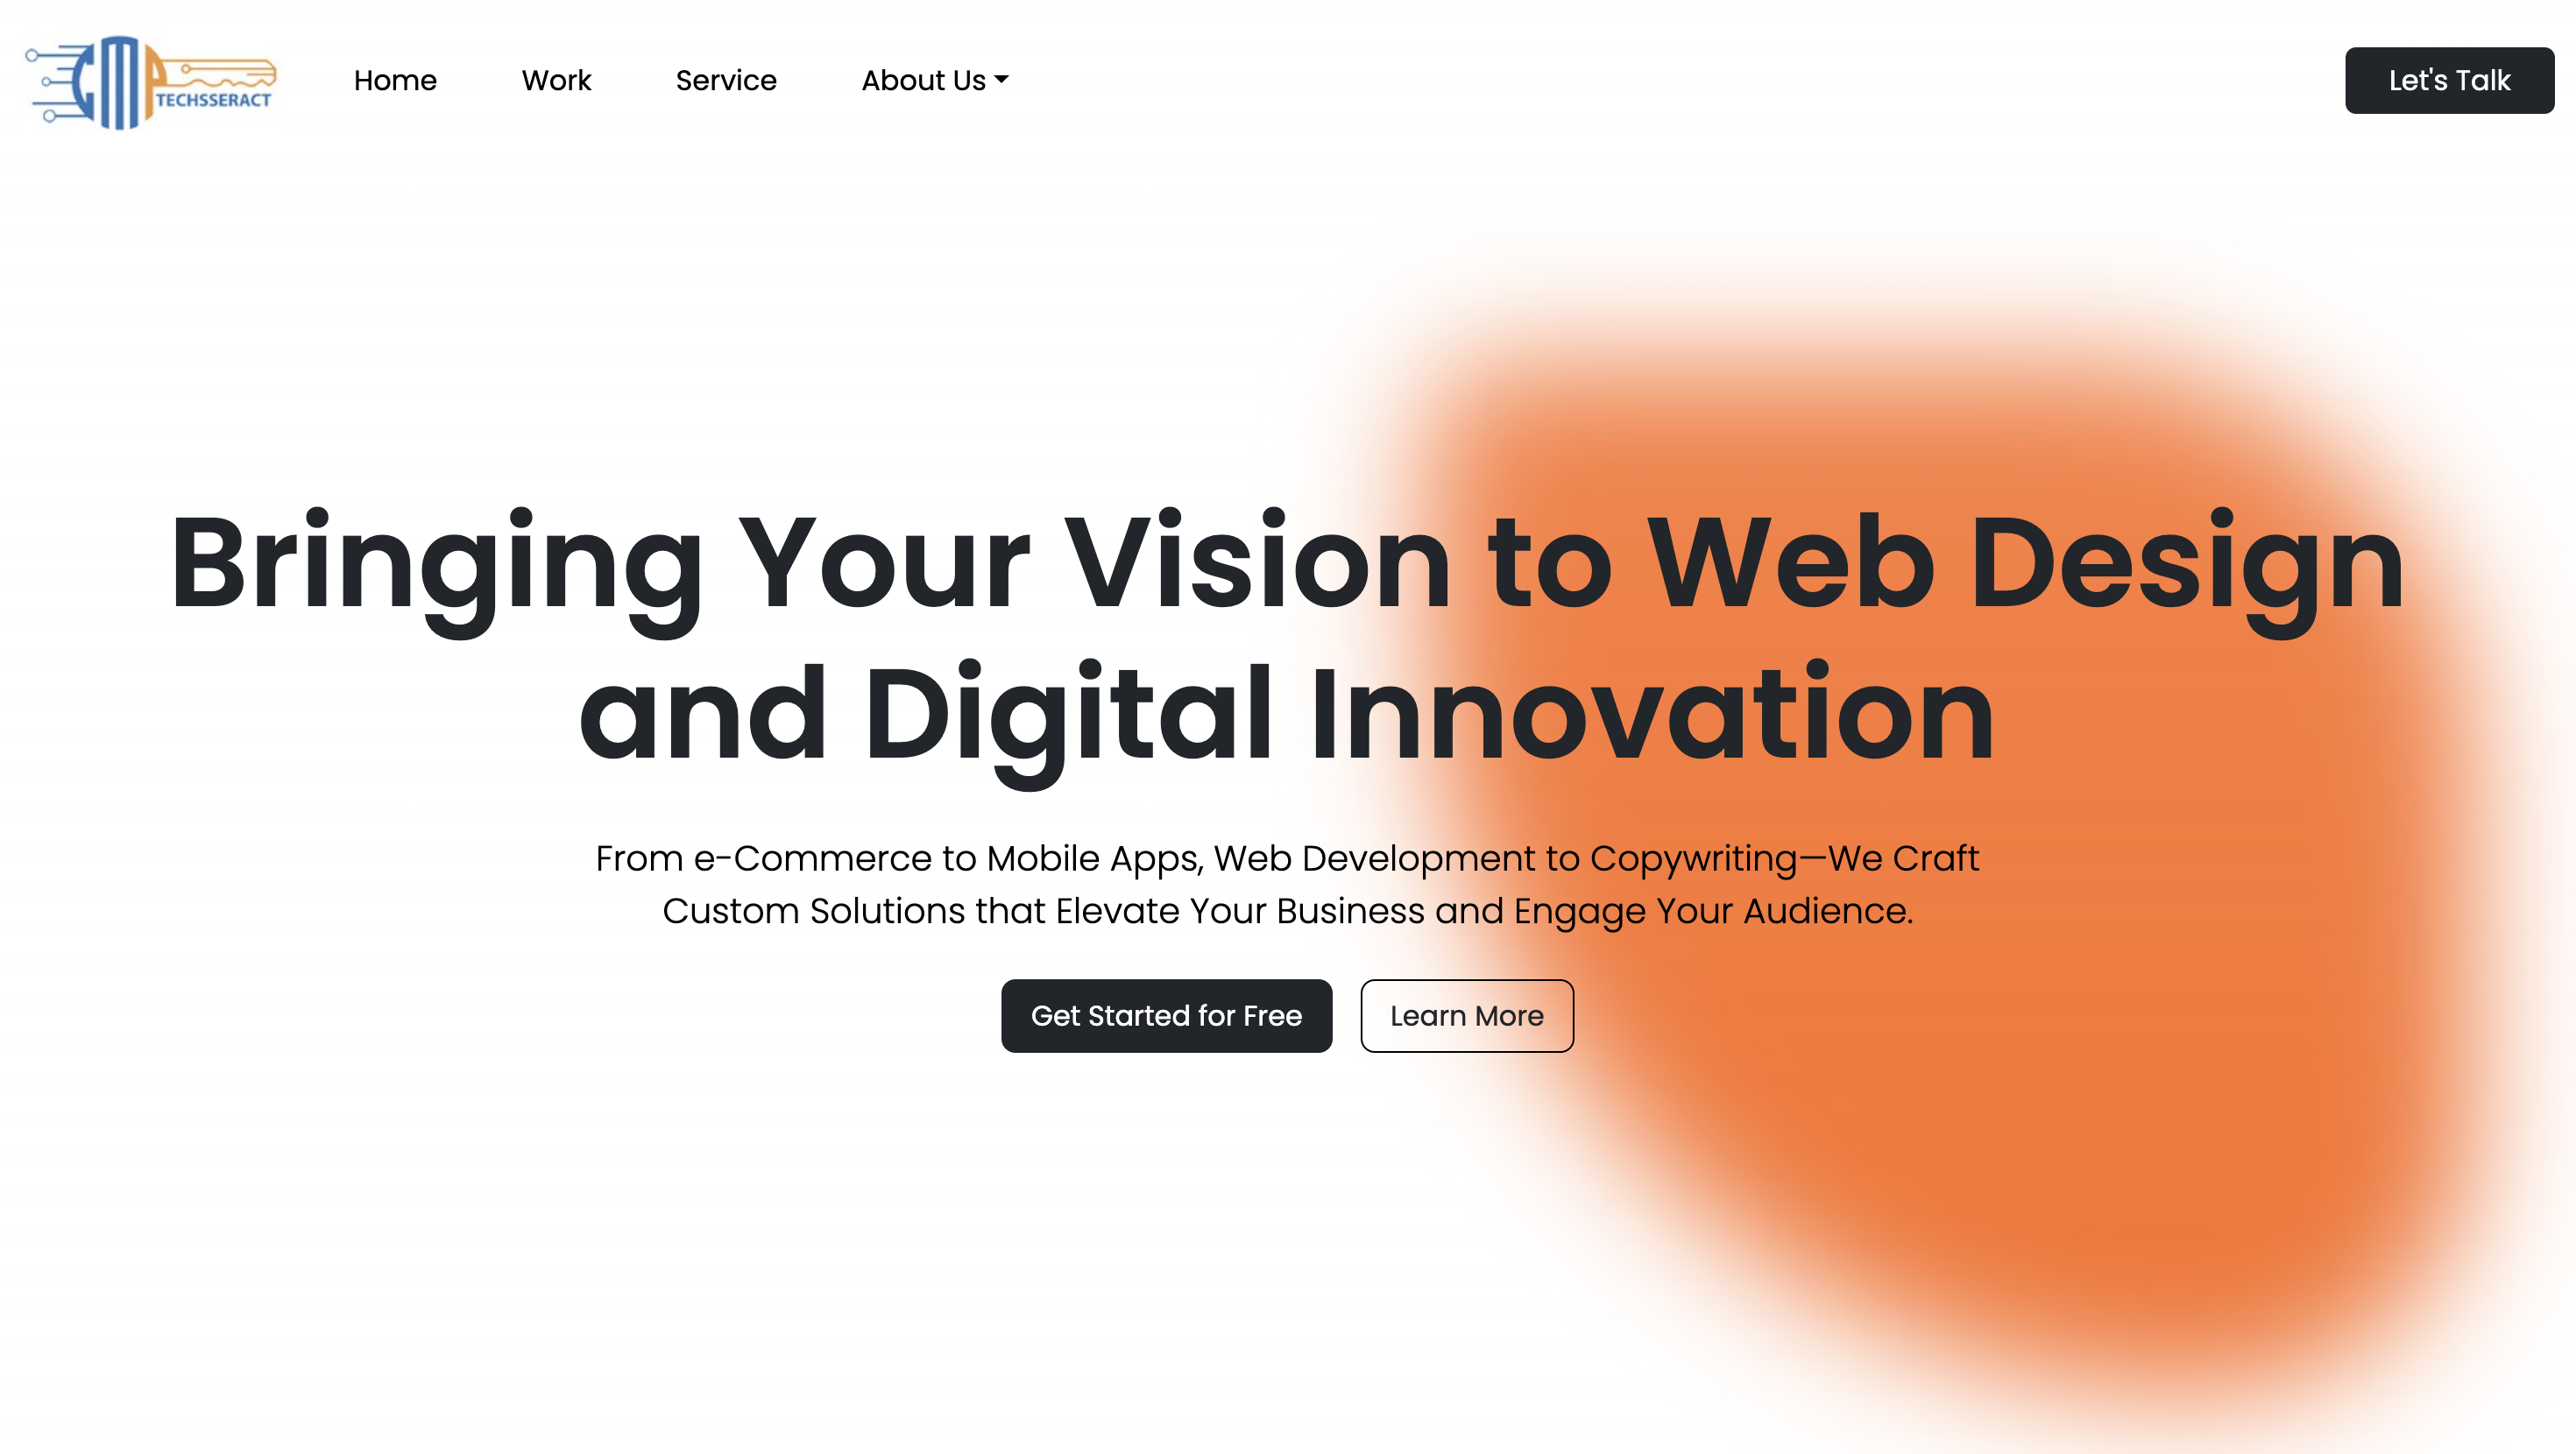 CMA TECHSSERACT
Home Work Service About Us Let's Talk
Bringing Your Vision to Web Design
and Digital Innovation
From e-Commerce to Mobile Apps, Web Development to Copywriting—We Craft
Custom Solutions that Elevate Your Business and Engage Your Audience.
Get Started for Free Learn More